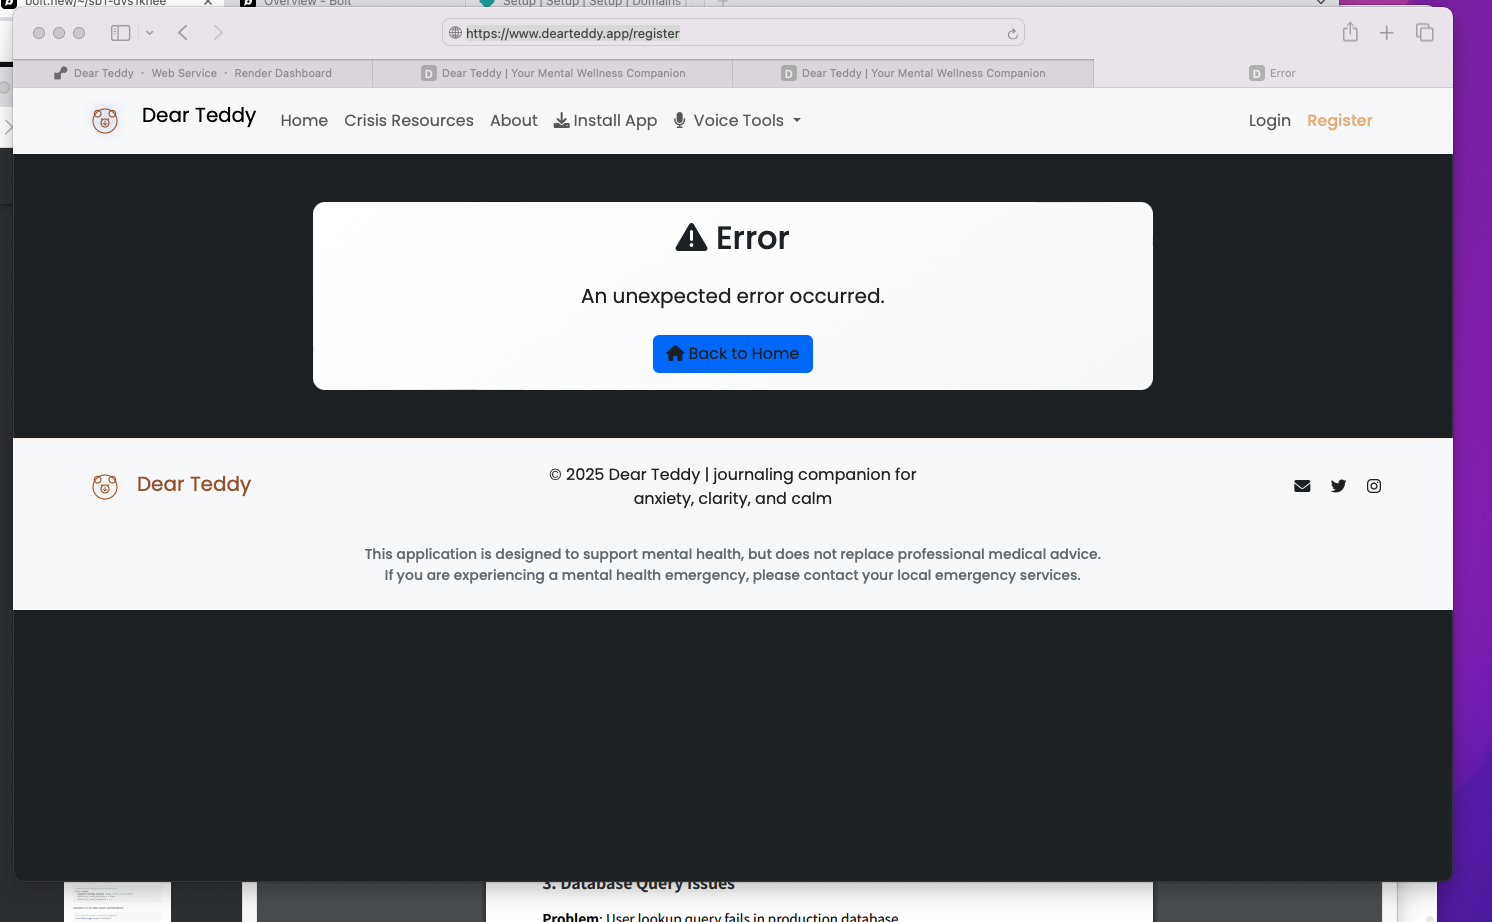 bolt.new/~/sb1-dvs1knee
Overview - Bolt
Setup | Setup | Setup | Domains
https://www.dearteddy.app/register
Dear Teddy · Web Service · Render Dashboard
D Dear Teddy | Your Mental Wellness Companion
D Dear Teddy | Your Mental Wellness Companion
D Error
Dear Teddy
Home
Crisis Resources
About
Install App
Voice Tools
Login
Register
Error
An unexpected error occurred.
Back to Home
Dear Teddy
© 2025 Dear Teddy | journaling companion for
anxiety, clarity, and calm
This application is designed to support mental health, but does not replace professional medical advice.
If you are experiencing a mental health emergency, please contact your local emergency services.
3. Database Query Issues
Problem: User lookup query fails in production database